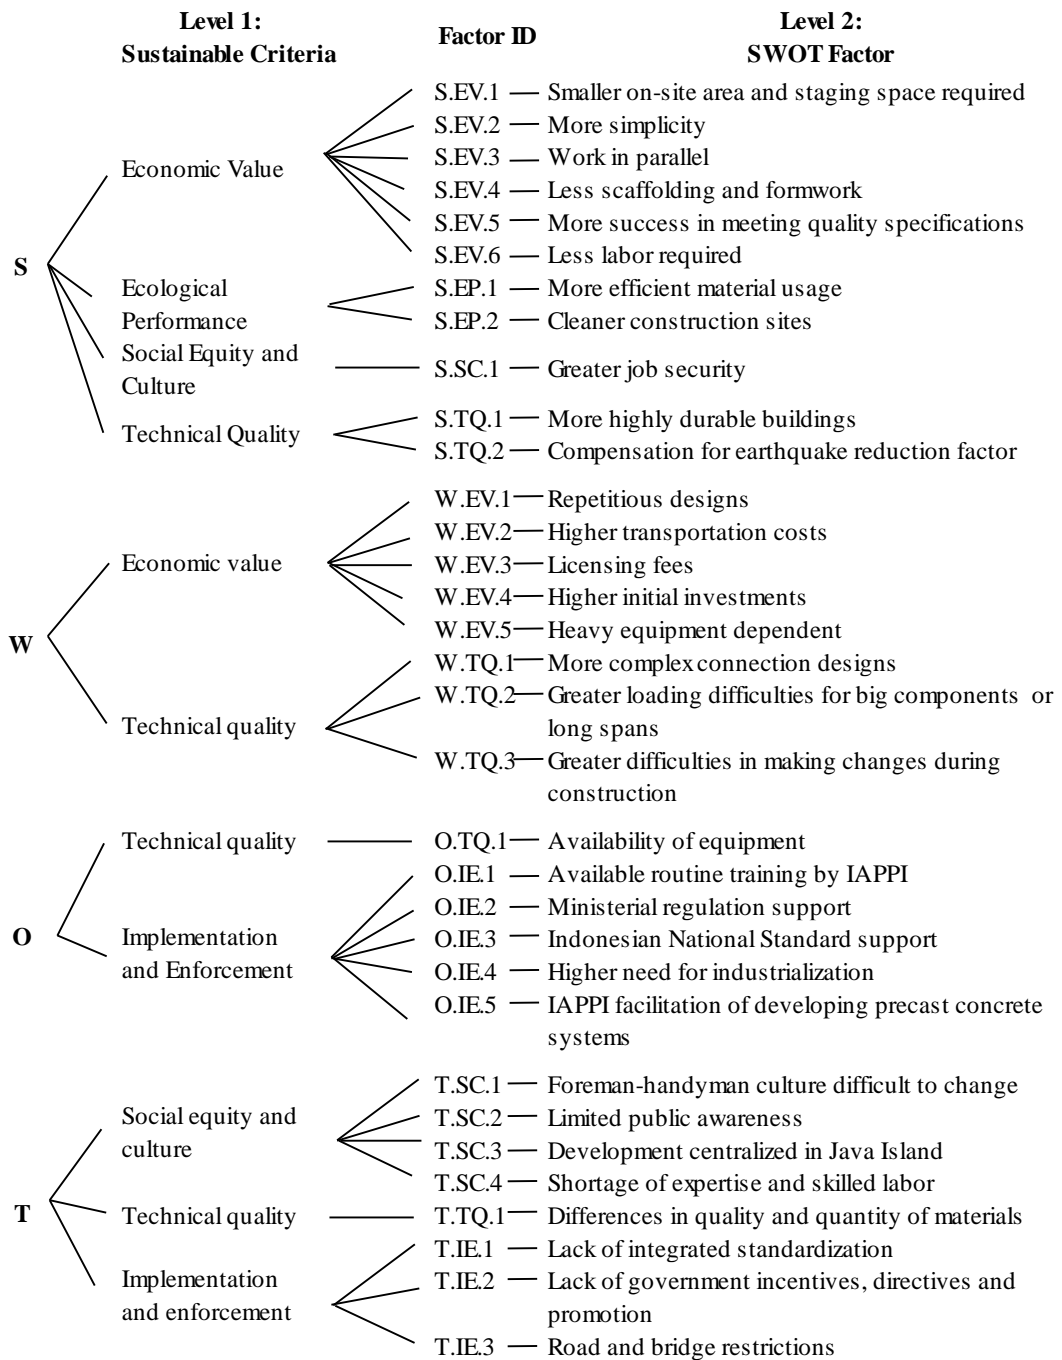 Level 1:
Sustainable Criteria
Factor ID
Level 2:
SWOT Factor
S
Economic Value
S.EV.1 Smaller on-site area and staging space required
S.EV.2 More simplicity
S.EV.3 Work in parallel
S.EV.4 Less scaffolding and formwork
S.EV.5 More success in meeting quality specifications
S.EV.6 Less labor required
Ecological
Performance
S.EP.1 More efficient material usage
S.EP.2 Cleaner construction sites
Social Equity and
Culture
S.SC.1 Greater job security
Technical Quality
S.TQ.1 More highly durable buildings
S.TQ.2 Compensation for earthquake reduction factor
W
Economic value
W.EV.1 Repetitious designs
W.EV.2 Higher transportation costs
W.EV.3 Licensing fees
W.EV.4 Higher initial investments
W.EV.5 Heavy equipment dependent
Technical quality
W.TQ.1 More complex connection designs
W.TQ.2 Greater loading difficulties for big components or
long spans
W.TQ.3 Greater difficulties in making changes during
construction
O
Technical quality
O.TQ.1 Availability of equipment
Implementation
and Enforcement
O.IE.1 Available routine training by IAPPI
O.IE.2 Ministerial regulation support
O.IE.3 Indonesian National Standard support
O.IE.4 Higher need for industrialization
O.IE.5 IAPPI facilitation of developing precast concrete
systems
T
Social equity and
culture
T.SC.1 Foreman-handyman culture difficult to change
T.SC.2 Limited public awareness
T.SC.3 Development centralized in Java Island
T.SC.4 Shortage of expertise and skilled labor
Technical quality
T.TQ.1 Differences in quality and quantity of materials
Implementation
and enforcement
T.IE.1 Lack of integrated standardization
T.IE.2 Lack of government incentives, directives and
promotion
T.IE.3 Road and bridge restrictions